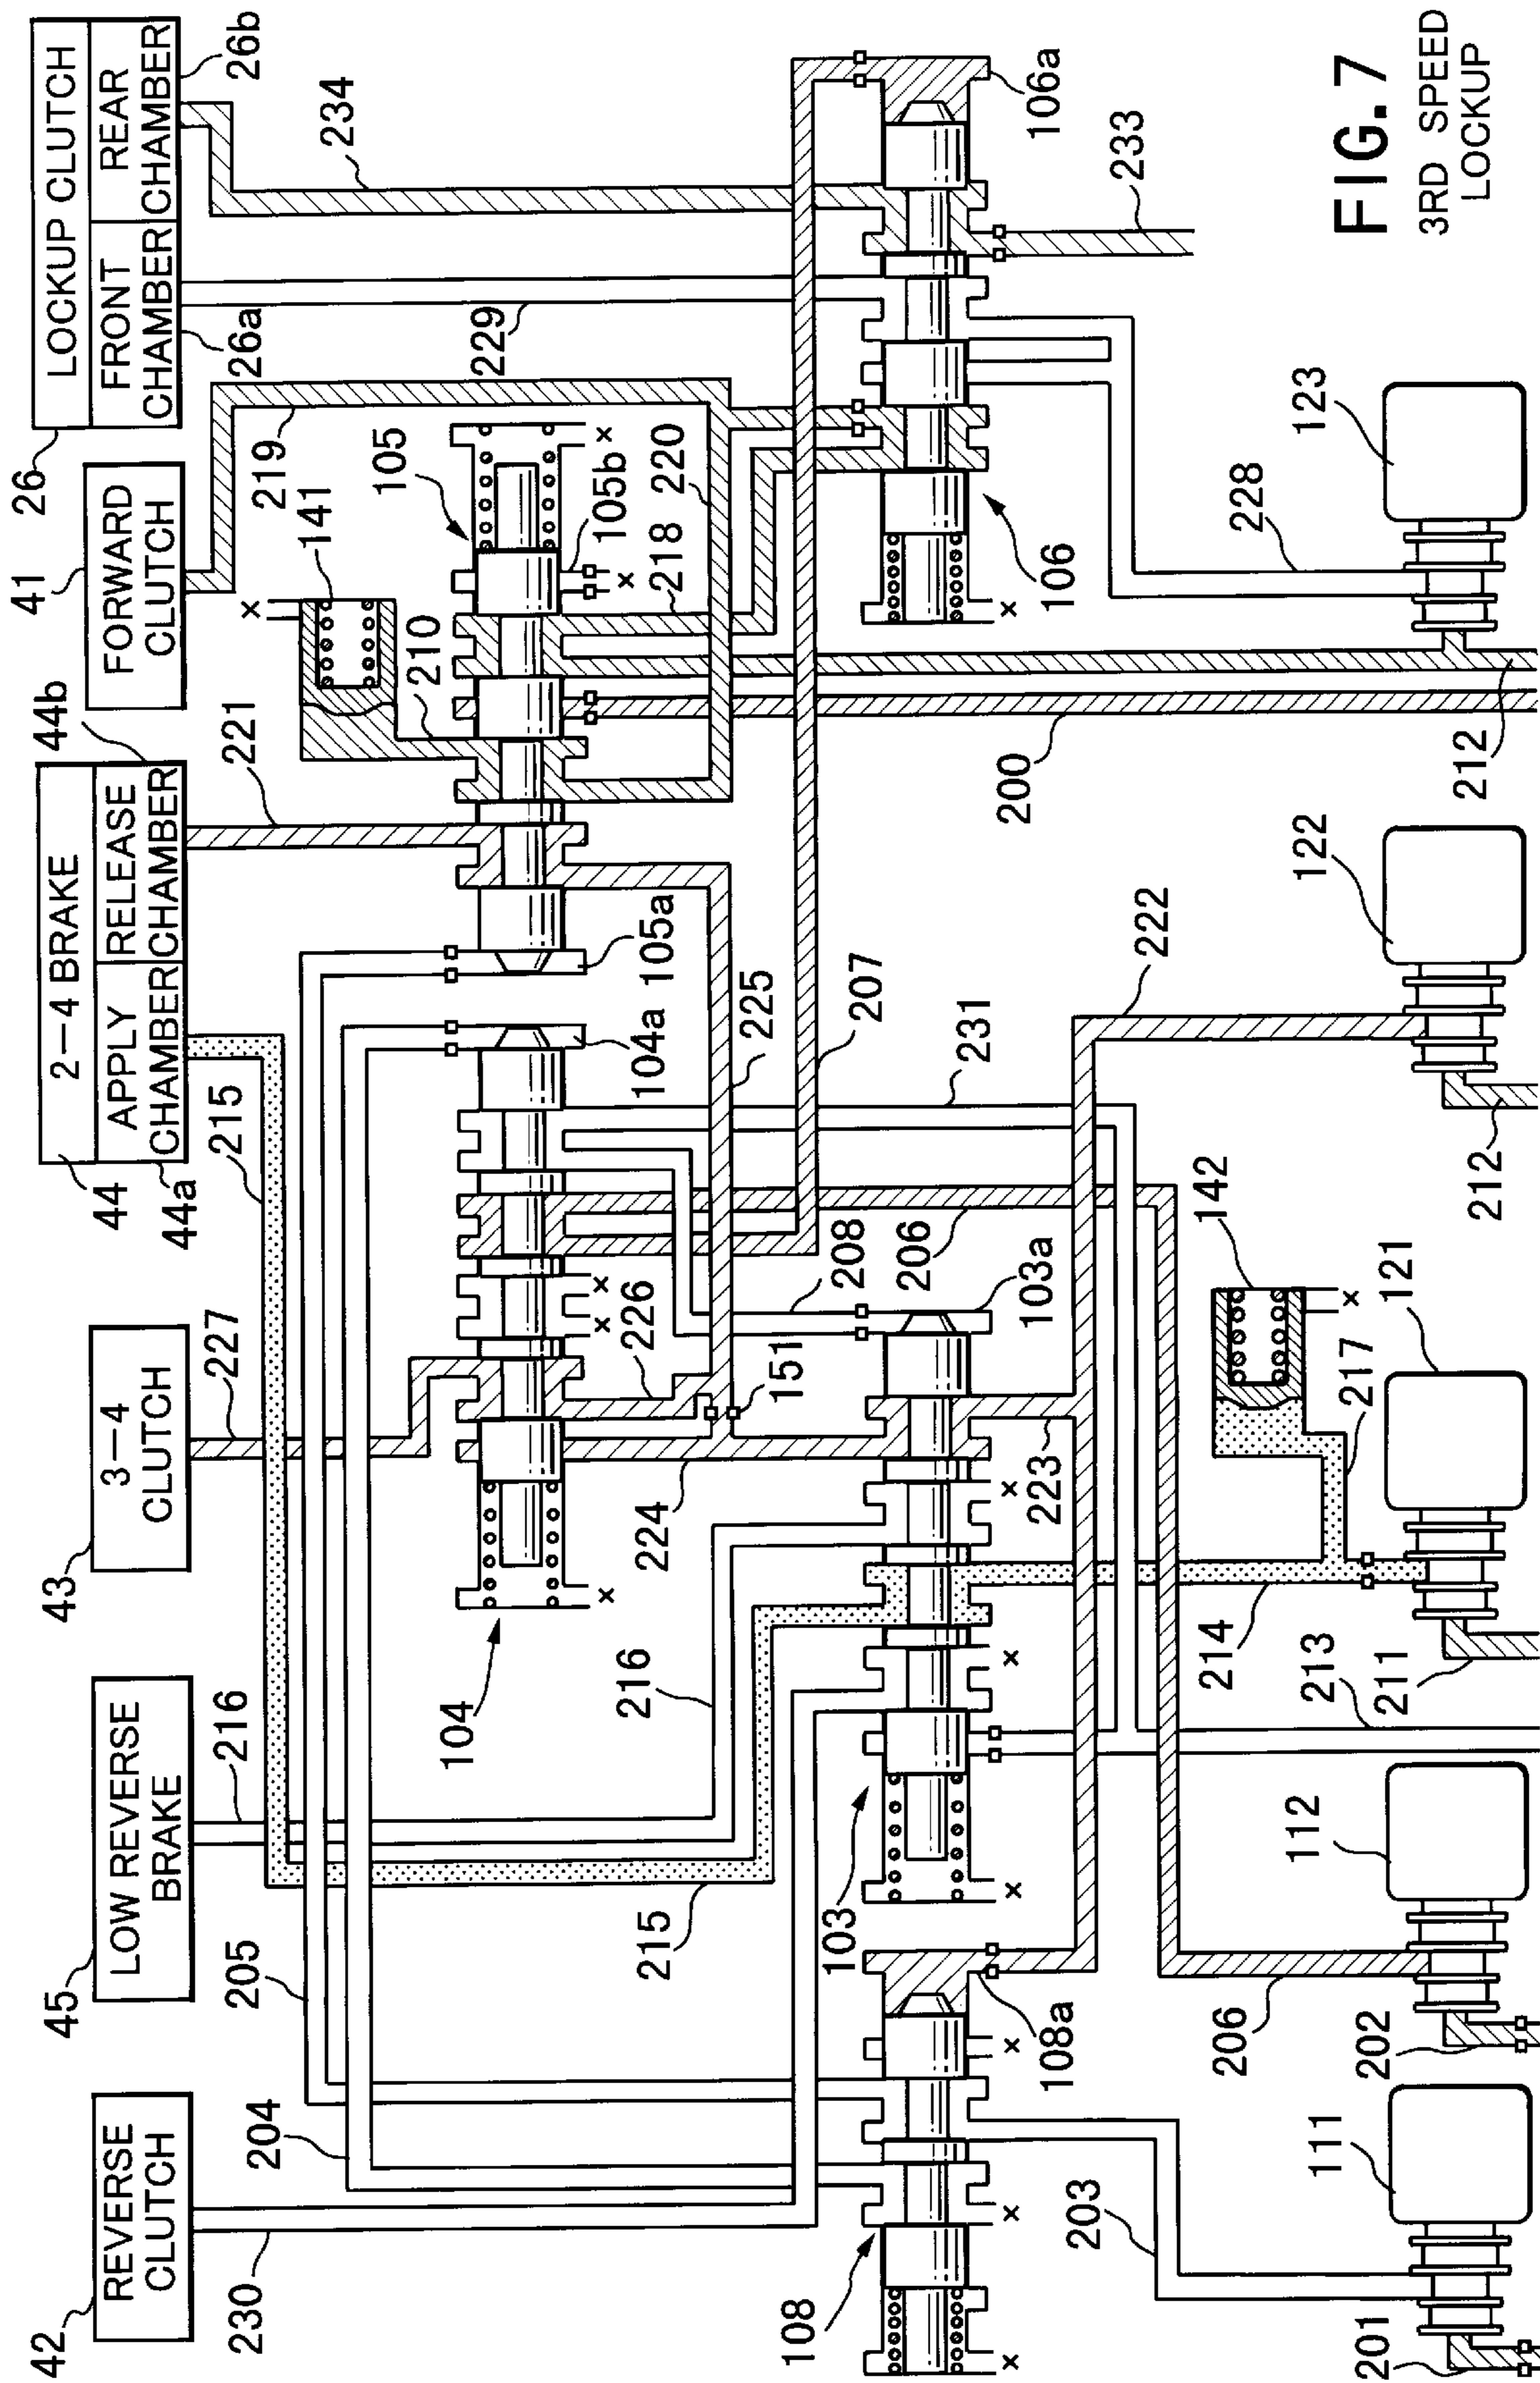 FIG. 7
3RD SPEED
LOCKUP
42
REVERSE
CLUTCH
45
LOW REVERSE
BRAKE
43
3–4
CLUTCH
44
2–4 BRAKE
APPLY
CHAMBER
RELEASE
CHAMBER
44a
44b
41
FORWARD
CLUTCH
26
LOCKUP CLUTCH
FRONT
CHAMBER
REAR
CHAMBER
26a
26b
230
204
205
216
215
227
215
221
210
141
219
229
234
104
104a
105a
105
105b
x
x
x
x
x
x
226
224
225
218
220
216
215
208
151
206
207
231
108
108a
103
103a
106
106a
x
x
x
x
x
x
x
x
223
222
200
233
203
206
213
214
217
142
x
212
228
201
111
202
112
211
121
212
122
212
123